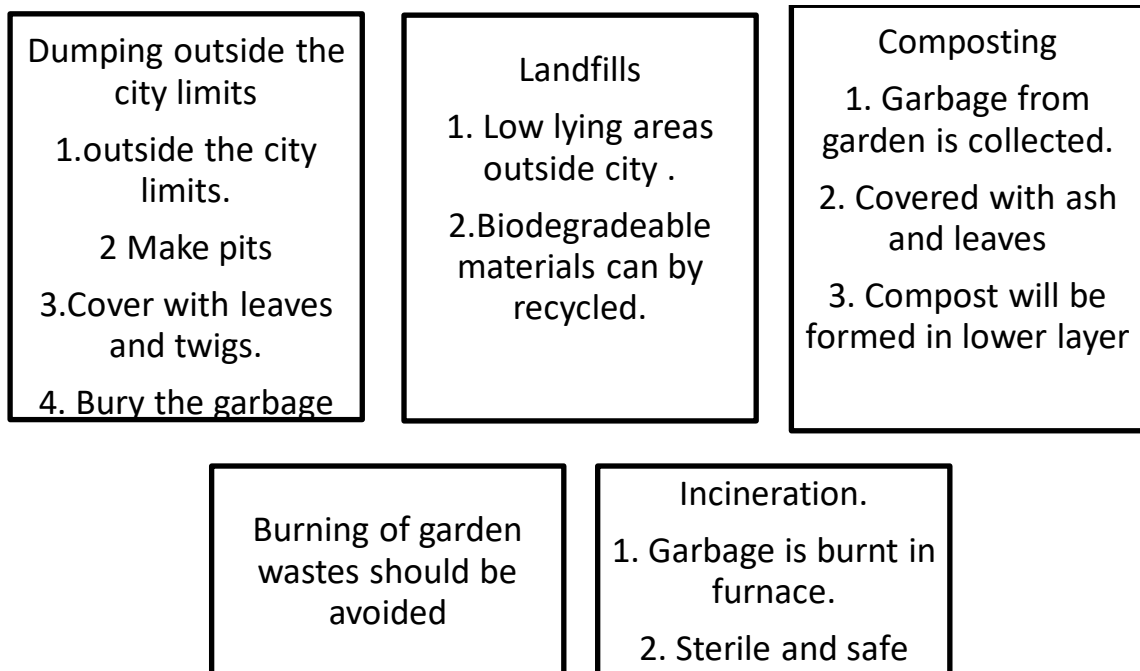 Dumping outside the
city limits
1.outside the city
limits.
2 Make pits
3.Cover with leaves
and twigs.
4. Bury the garbage
Landfills
1. Low lying areas
outside city .
2.Biodegradeable
materials can by
recycled.
Composting
1. Garbage from
garden is collected.
2. Covered with ash
and leaves
3. Compost will be
formed in lower layer
Burning of garden
wastes should be
avoided
Incineration.
1. Garbage is burnt in
furnace.
2. Sterile and safe